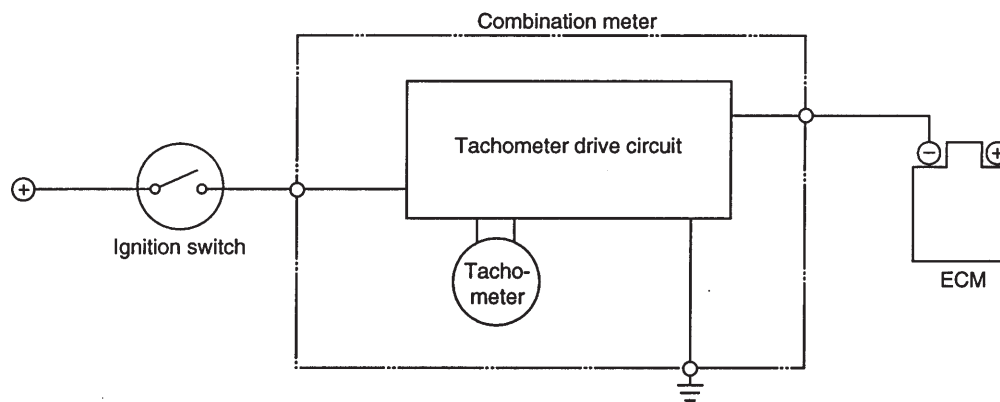 Combination meter
Tachometer drive circuit
+
Ignition switch
Tacho-
meter
−
+
ECM